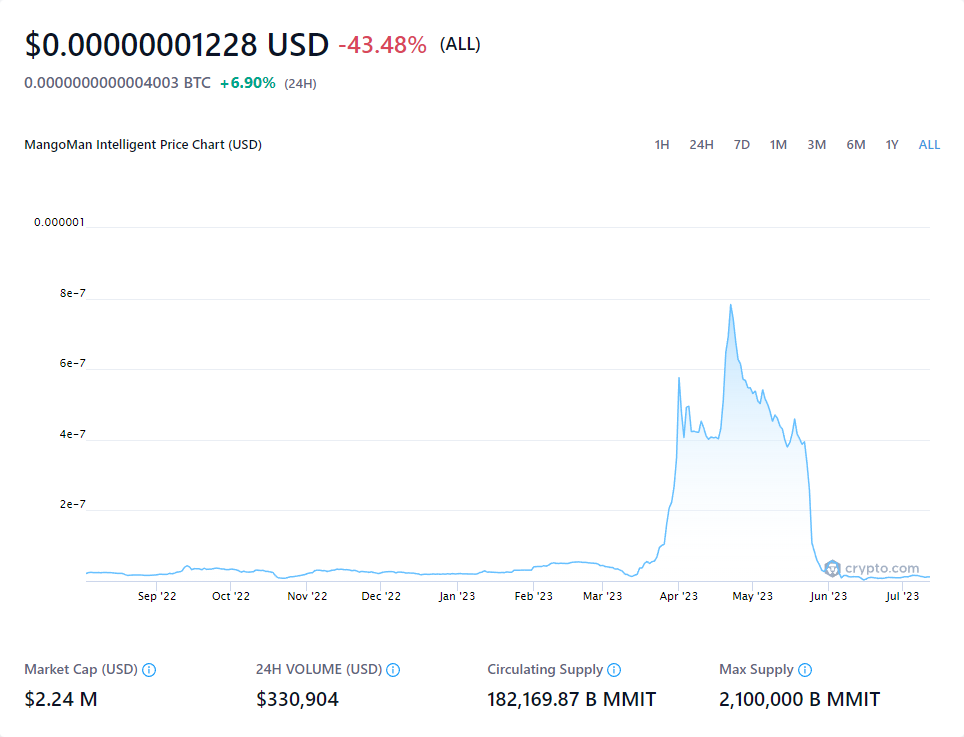 $0.00000001228 USD -43.48% (ALL)
0.0000000000004003 BTC +6.90% (24H)
MangoMan Intelligent Price Chart (USD) 1H 24H 7D 1M 3M 6M 1Y ALL
0.000001
8e-7
6e-7
4e-7
2e-7
crypto.com
Sep '22 Oct '22 Nov '22 Dec '22 Jan '23 Feb '23 Mar '23 Apr '23 May '23 Jun '23 Jul '23
Market Cap (USD) 24H VOLUME (USD) Circulating Supply Max Supply
$2.24 M $330,904 182,169.87 B MMIT 2,100,000 B MMIT